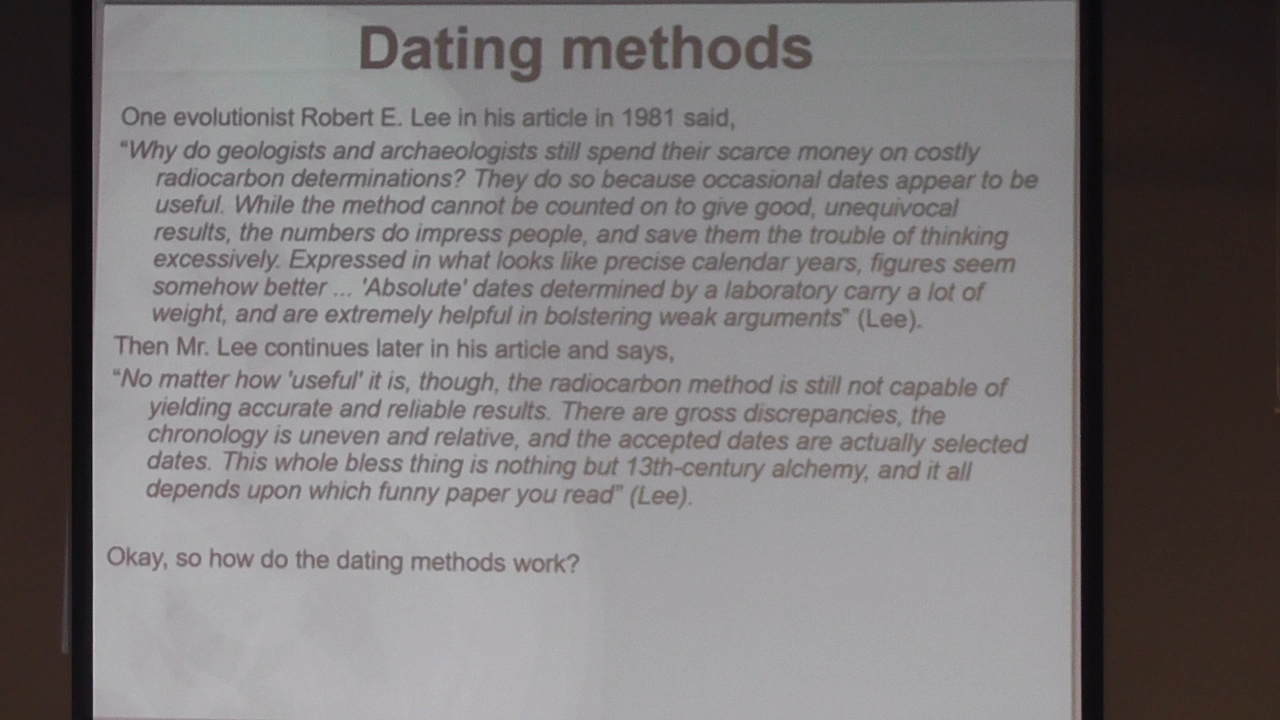 Dating methods
One evolutionist Robert E. Lee in his article in 1981 said,
“Why do geologists and archaeologists still spend their scarce money on costly
radiocarbon determinations? They do so because occasional dates appear to be
useful. While the method cannot be counted on to give good, unequivocal
results, the numbers do impress people, and save them the trouble of thinking
excessively. Expressed in what looks like precise calendar years, figures seem
somehow better ... 'Absolute' dates determined by a laboratory carry a lot of
weight, and are extremely helpful in bolstering weak arguments” (Lee).
Then Mr. Lee continues later in his article and says,
“No matter how 'useful' it is, though, the radiocarbon method is still not capable of
yielding accurate and reliable results. There are gross discrepancies, the
chronology is uneven and relative, and the accepted dates are actually selected
dates. This whole bless thing is nothing but 13th-century alchemy, and it all
depends upon which funny paper you read” (Lee).
Okay, so how do the dating methods work?